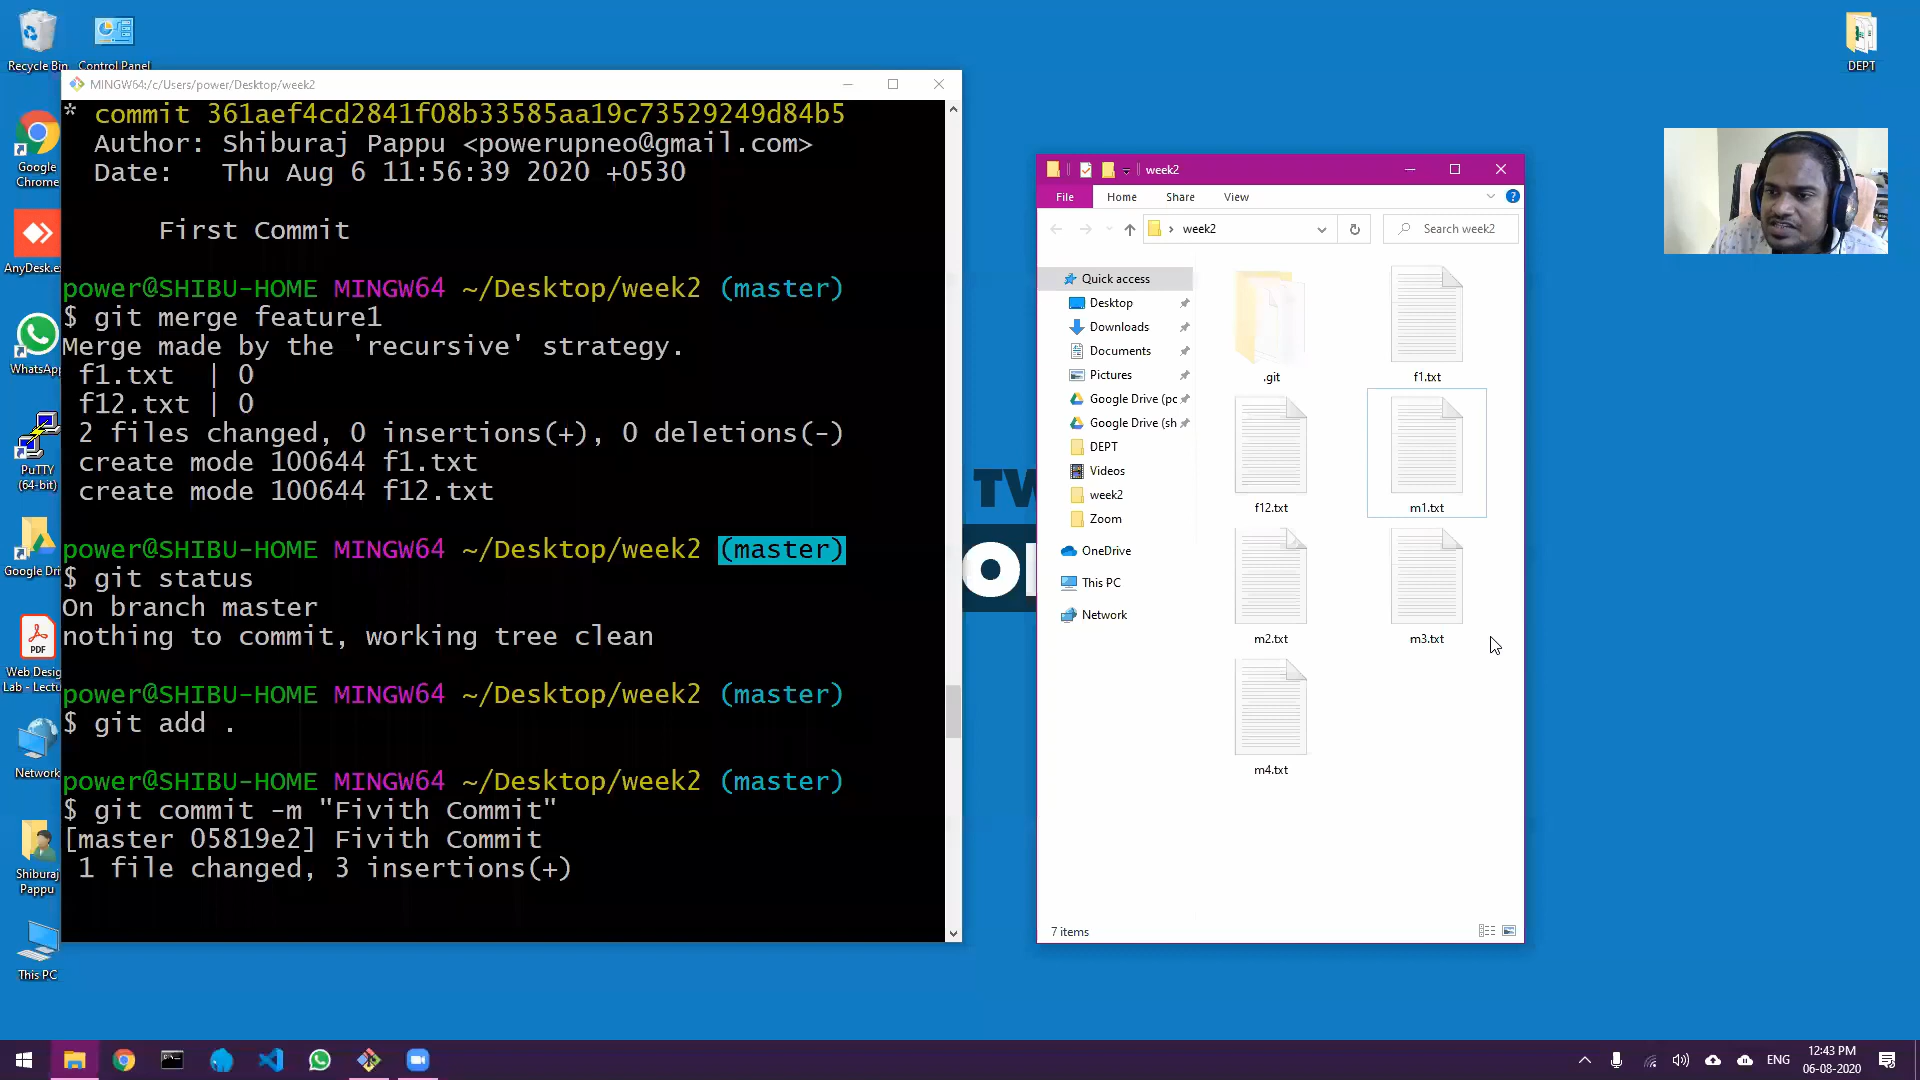 Recycle Bin
Control Panel
DEPT
Google
Chrome
AnyDesk.ex
WhatsApp
PuTTY
(64-bit)
Google Dri
Web Desig
Lab - Lectu
Network
Shiburaj
Pappu
This PC
MINGW64:/c/Users/power/Desktop/week2
* commit 361aef4cd2841f08b33585aa19c73529249d84b5
Author: Shiburaj Pappu <powerupneo@gmail.com>
Date:   Thu Aug 6 11:56:39 2020 +0530
First Commit
power@SHIBU-HOME MINGW64 ~/Desktop/week2 (master)
$ git merge feature1
Merge made by the 'recursive' strategy.
f1.txt  | 0
f12.txt | 0
2 files changed, 0 insertions(+), 0 deletions(-)
create mode 100644 f1.txt
create mode 100644 f12.txt
power@SHIBU-HOME MINGW64 ~/Desktop/week2 (master)
$ git status
On branch master
nothing to commit, working tree clean
power@SHIBU-HOME MINGW64 ~/Desktop/week2 (master)
$ git add .
power@SHIBU-HOME MINGW64 ~/Desktop/week2 (master)
$ git commit -m "Fivith Commit"
[master 05819e2] Fivith Commit
1 file changed, 3 insertions(+)
TW
OI
week2
File Home Share View
week2
Search week2
Quick access
Desktop
Downloads
Documents
Pictures
Google Drive (pc
Google Drive (sh
DEPT
Videos
week2
Zoom
OneDrive
This PC
Network
.git
f1.txt
f12.txt
m1.txt
m2.txt
m3.txt
m4.txt
7 items
ENG
12:43 PM
06-08-2020